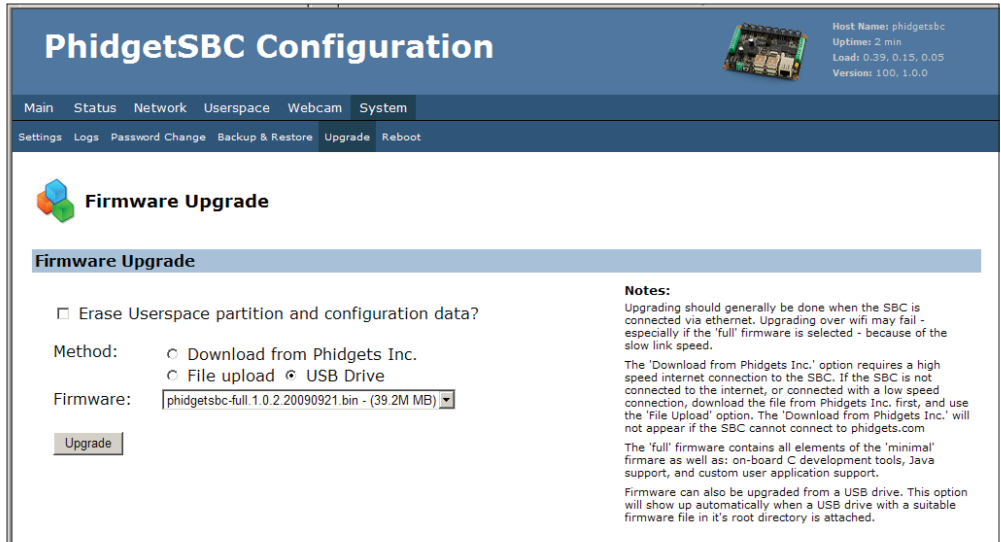 PhidgetSBC Configuration
Host Name: phidgetsbc
Uptime: 2 min
Load: 0.39, 0.15, 0.05
Version: 100, 1.0.0
Main Status Network Userspace Webcam System
Settings Logs Password Change Backup & Restore Upgrade Reboot
Firmware Upgrade
Firmware Upgrade
Erase Userspace partition and configuration data?
Method:
Download from Phidgets Inc.
File upload USB Drive
Firmware:
phidgetsbc-full.1.0.2.20090921.bin - (39.2M MB)
Upgrade
Notes:
Upgrading should generally be done when the SBC is
connected via ethernet. Upgrading over wifi may fail -
especially if the 'full' firmware is selected - because of the
slow link speed.
The 'Download from Phidgets Inc.' option requires a high
speed internet connection to the SBC. If the SBC is not
connected to the internet, or connected with a low speed
connection, download the file from Phidgets Inc. first, and use
the 'File Upload' option. The 'Download from Phidgets Inc.' will
not appear if the SBC cannot connect to phidgets.com
The 'full' firmware contains all elements of the 'minimal'
firmare as well as: on-board C development tools, Java
support, and custom user application support.
Firmware can also be upgraded from a USB drive. This option
will show up automatically when a USB drive with a suitable
firmware file in it's root directory is attached.